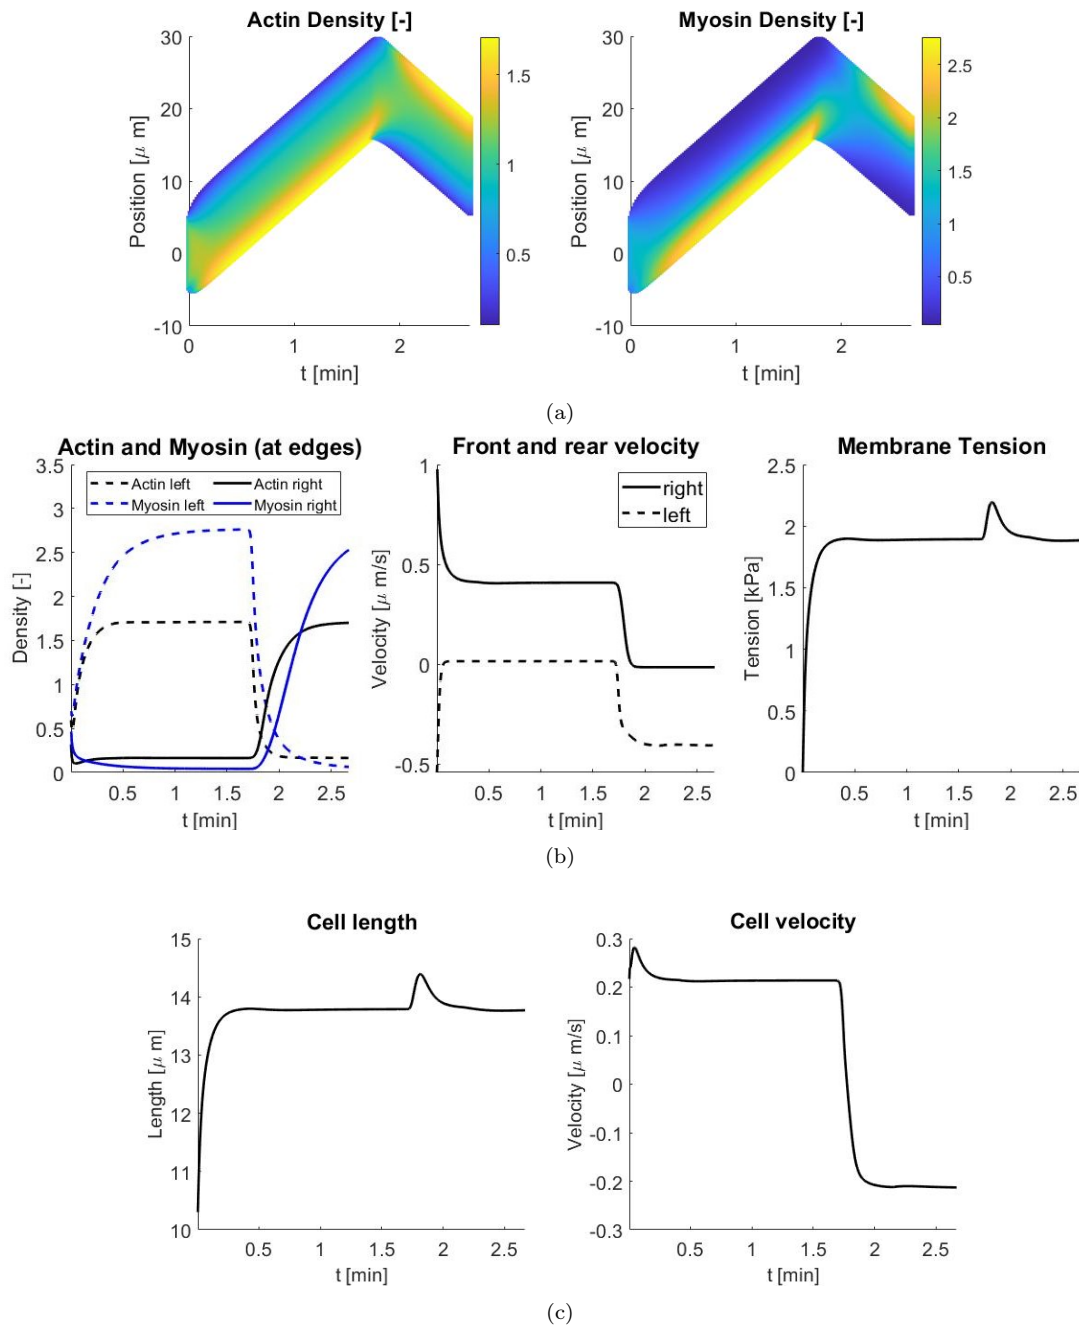 Actin Density [-]
Myosin Density [-]
30
20
10
0
-10
Position [μ m]
0
1
2
t [min]
1.5
1
0.5
30
20
10
0
-10
Position [μ m]
0
1
2
t [min]
2.5
2
1.5
1
0.5
(a)
Actin and Myosin (at edges)
Front and rear velocity
Membrane Tension
3.5
3
2.5
2
1.5
1
0.5
0
Density [-]
Actin left
Actin right
Myosin left
Myosin right
0.5
1
1.5
2
2.5
t [min]
1
0.5
0
-0.5
Velocity [μ m/s]
right
left
0.5
1
1.5
2
2.5
t [min]
2.5
2
1.5
1
0.5
0
Tension [kPa]
0.5
1
1.5
2
2.5
t [min]
(b)
Cell length
Cell velocity
15
14
13
12
11
10
Length [μ m]
0.5
1
1.5
2
2.5
t [min]
0.3
0.2
0.1
0
-0.1
-0.2
-0.3
Velocity [μ m/s]
0.5
1
1.5
2
2.5
t [min]
(c)